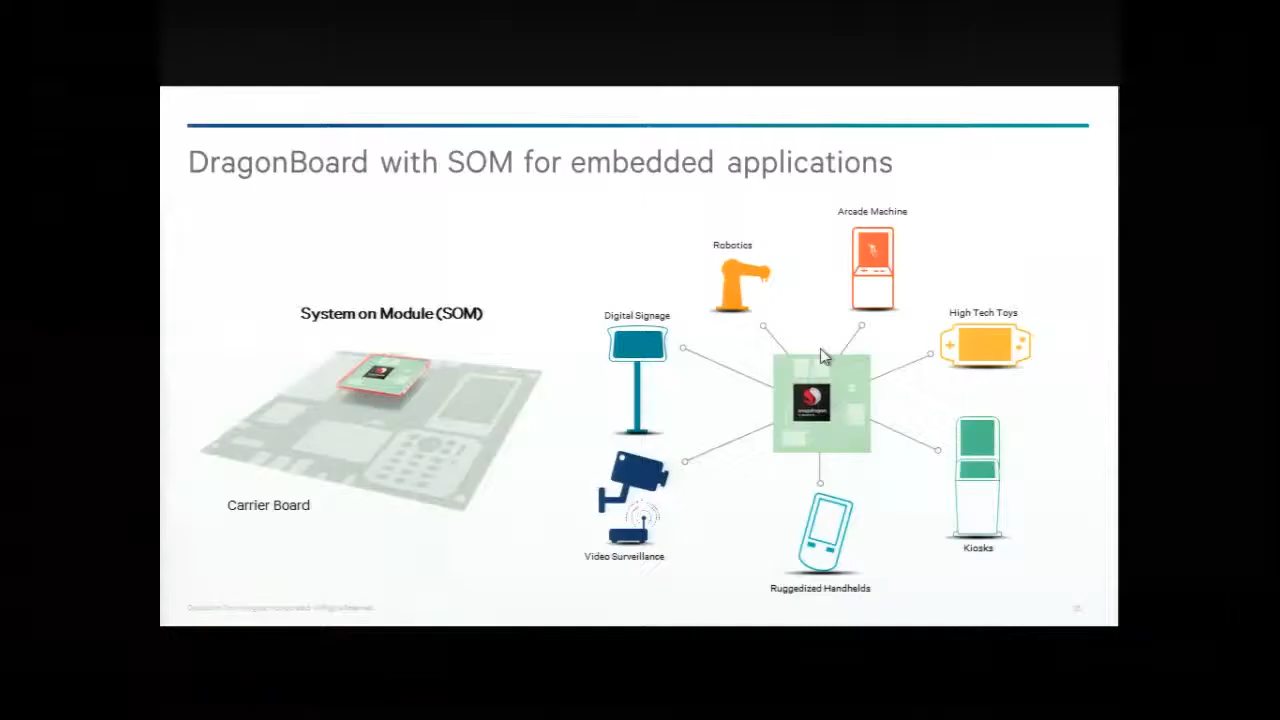 DragonBoard with SOM for embedded applications
Arcade Machine
Robotics
System on Module (SOM)
Digital Signage
High Tech Toys
snapdragon
Carrier Board
Video Surveillance
Kiosks
Ruggedized Handhelds